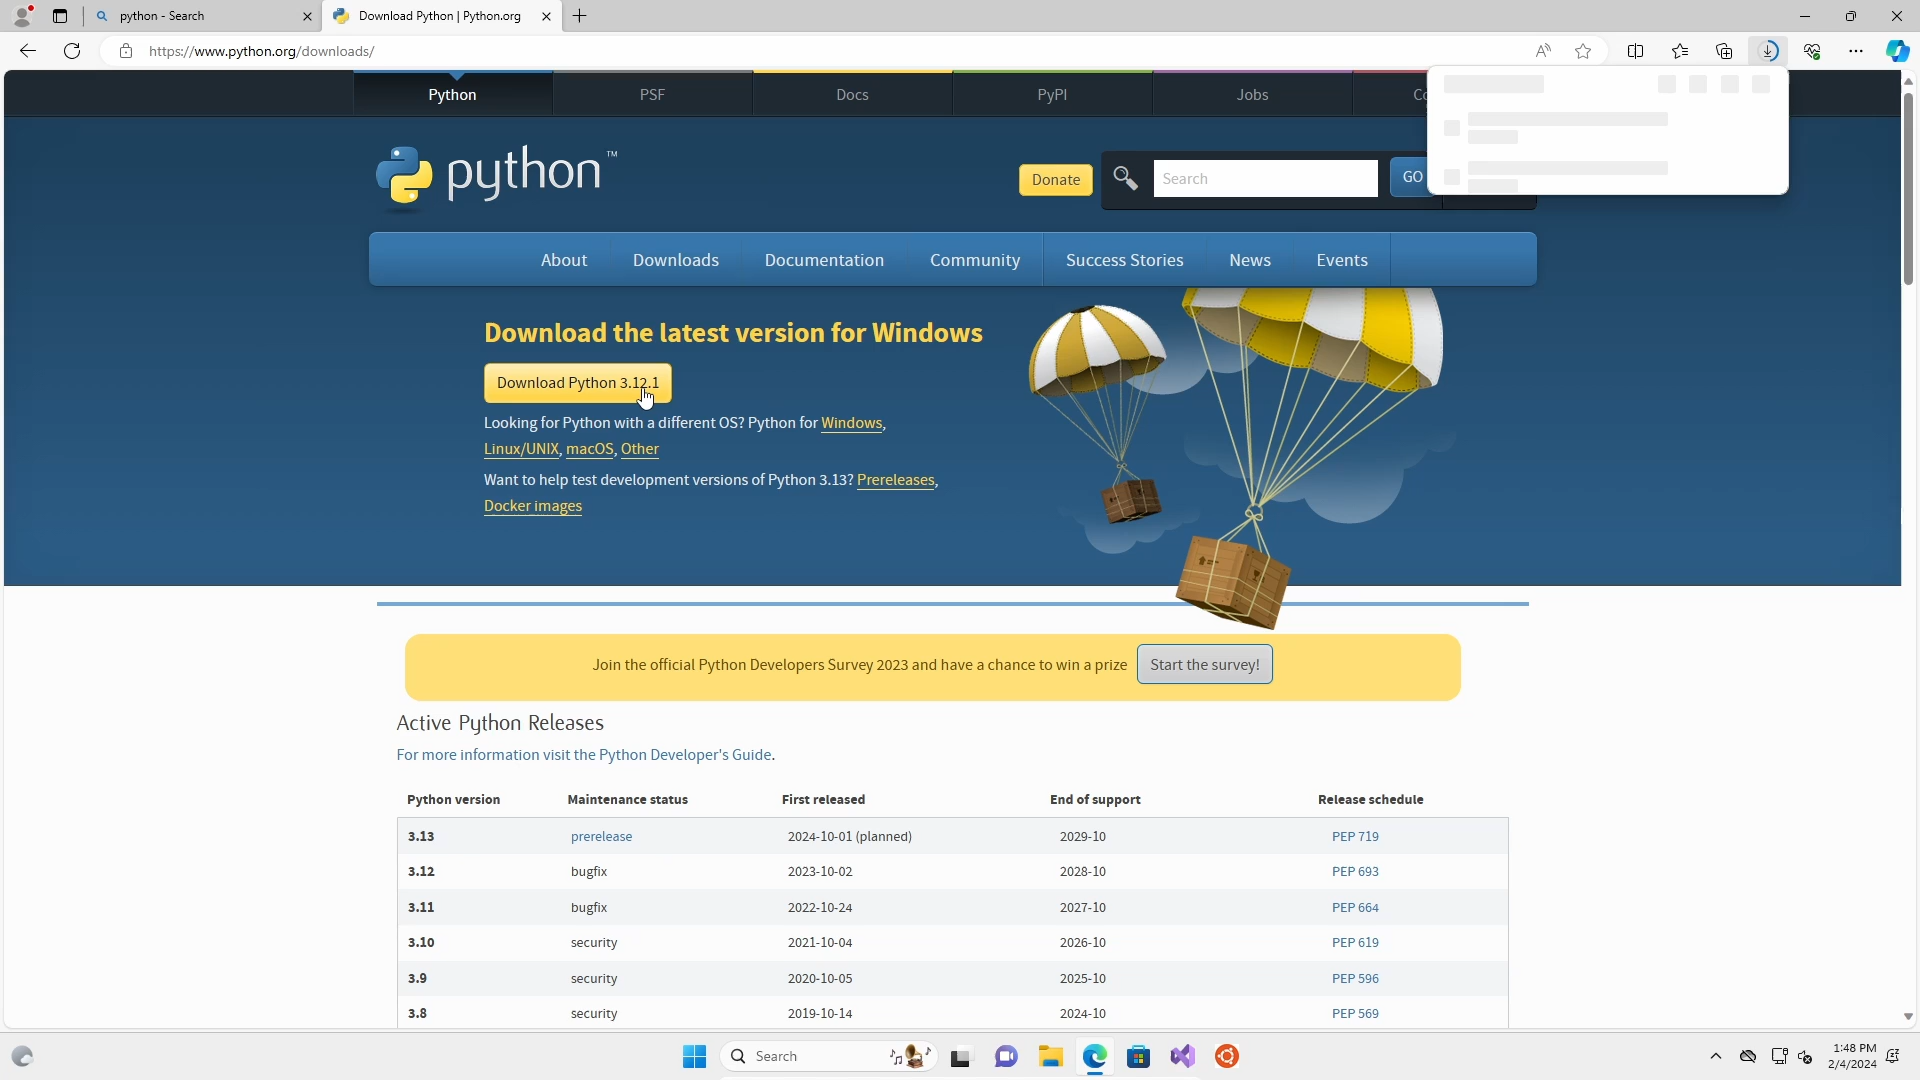 python - Search
Download Python | Python.org
https://www.python.org/downloads/
Python
PSF
Docs
PyPI
Jobs
python™
Donate
Search
GO
About
Downloads
Documentation
Community
Success Stories
News
Events
Download the latest version for Windows
Download Python 3.12.1
Looking for Python with a different OS? Python for Windows,
Linux/UNIX, macOS, Other
Want to help test development versions of Python 3.13? Prereleases,
Docker images
Join the official Python Developers Survey 2023 and have a chance to win a prize
Start the survey!
Active Python Releases
For more information visit the Python Developer's Guide.
Python version Maintenance status First released End of support Release schedule
3.13 prerelease 2024-10-01 (planned) 2029-10 PEP 719
3.12 bugfix 2023-10-02 2028-10 PEP 693
3.11 bugfix 2022-10-24 2027-10 PEP 664
3.10 security 2021-10-04 2026-10 PEP 619
3.9 security 2020-10-05 2025-10 PEP 596
3.8 security 2019-10-14 2024-10 PEP 569
Search
1:48 PM
2/4/2024